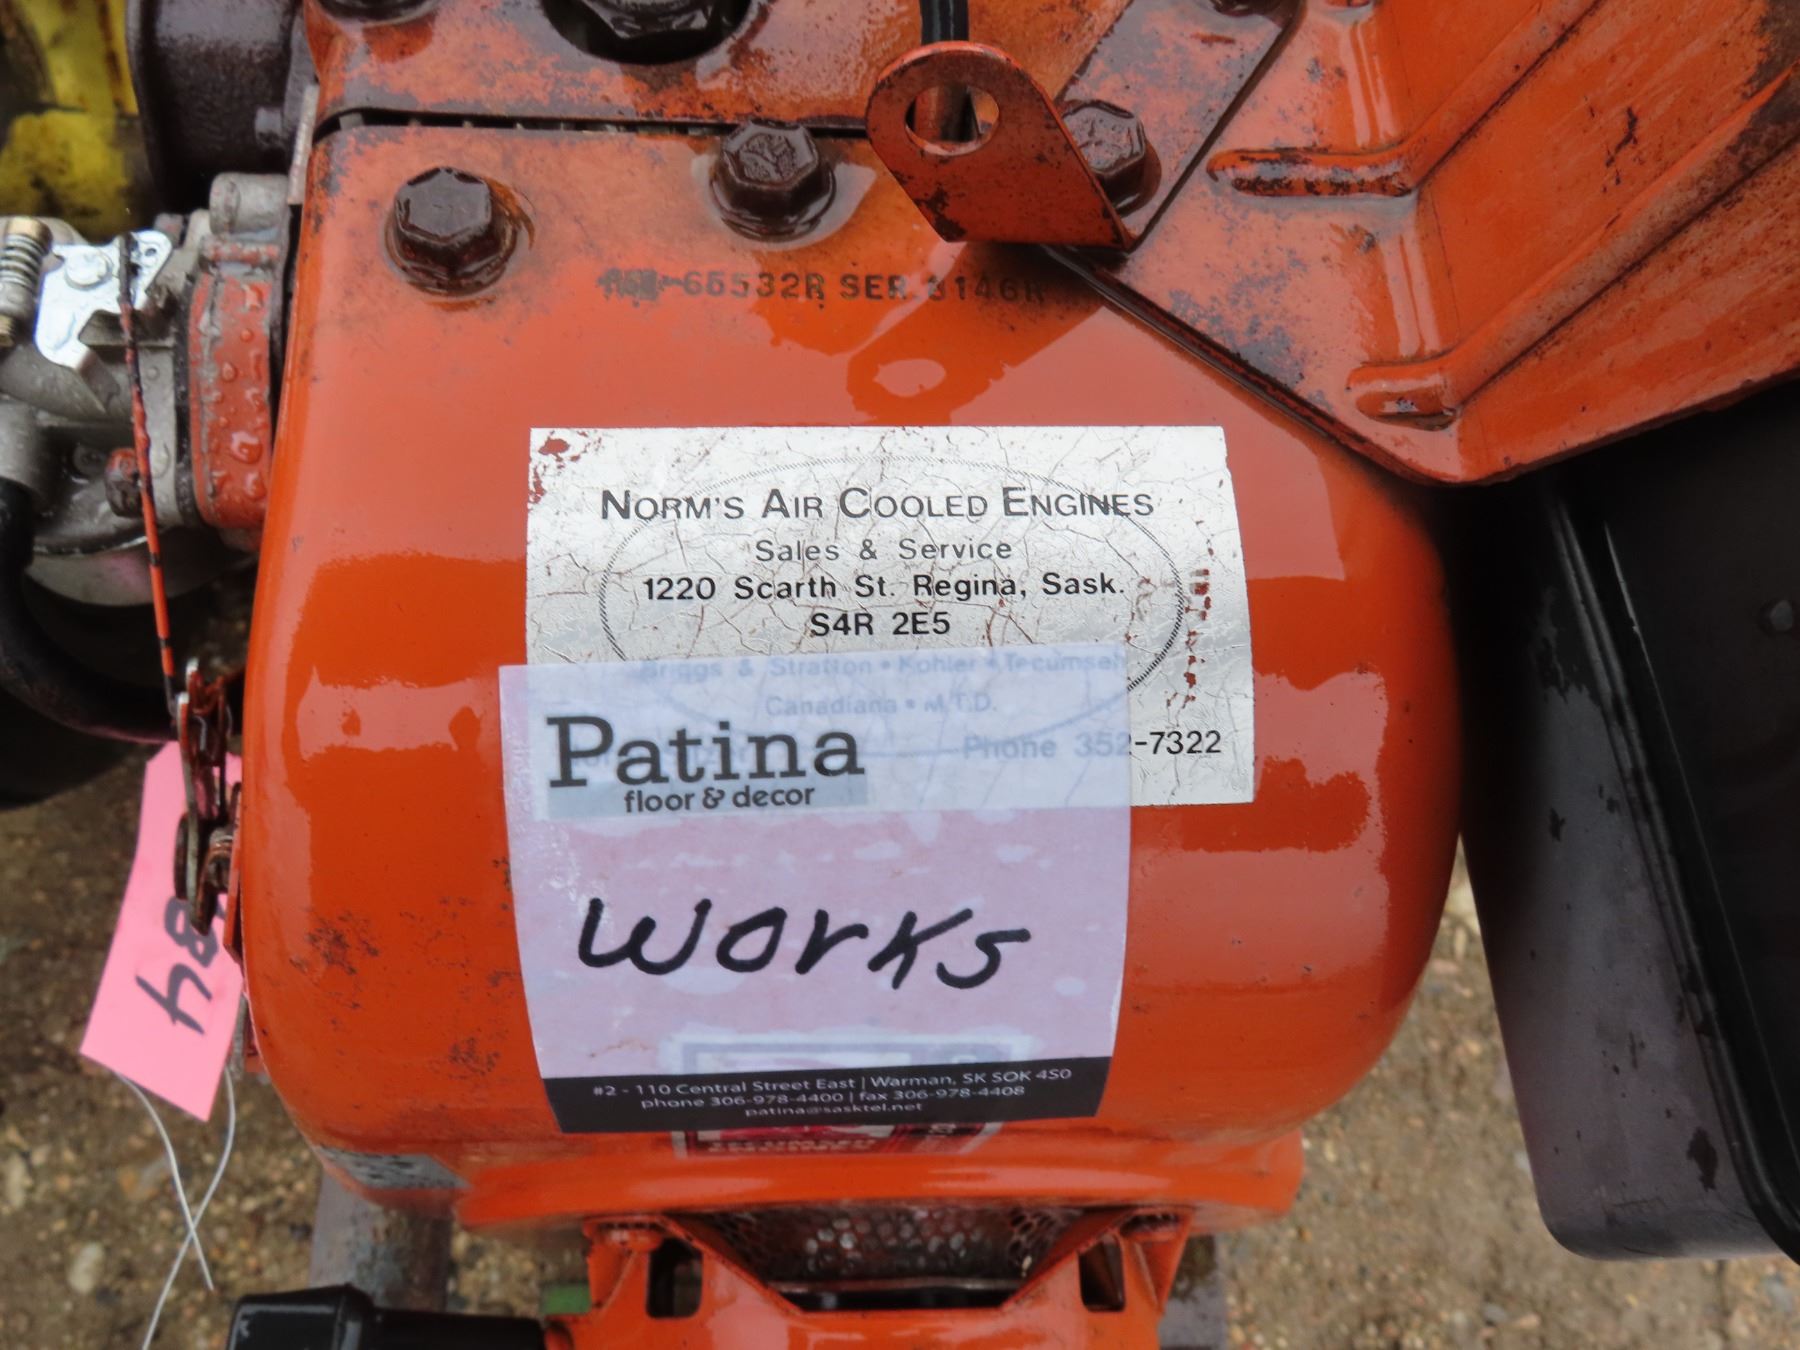 -65532R SER.
NORM'S AIR COOLED ENGINES
Sales & Service
1220 Scarth St. Regina, Sask.
S4R 2E5
Briggs & Stratton • Kohler • Tecumseh
Canadiana • M.T.D.
Phone 352-7322
Patina
floor & decor
works
#2 - 110 Central Street East | Warman, SK S0K 4S0
phone 306-978-4400 | fax 306-978-4408
patina@sasktel.net
TECUMSEH
ENGINES